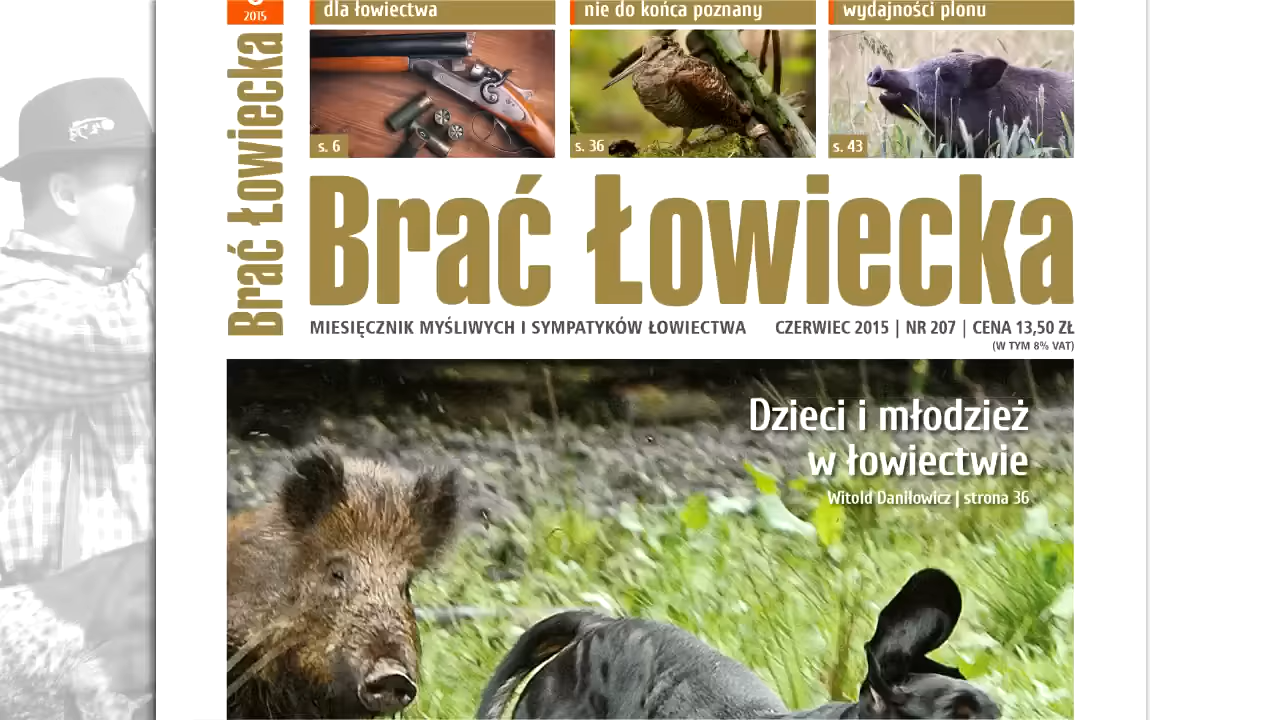 2015
dla łowiectwa
nie do końca poznany
wydajności plonu
s. 6
s. 36
s. 43
Brać Łowiecka
Brać Łowiecka
MIESIĘCZNIK MYŚLIWYCH I SYMPATYKÓW ŁOWIECTWA
CZERWIEC 2015 | NR 207 | CENA 13,50 ZŁ
(W TYM 8% VAT)
Dzieci i młodzież
w łowiectwie
Witold Daniłowicz | strona 36